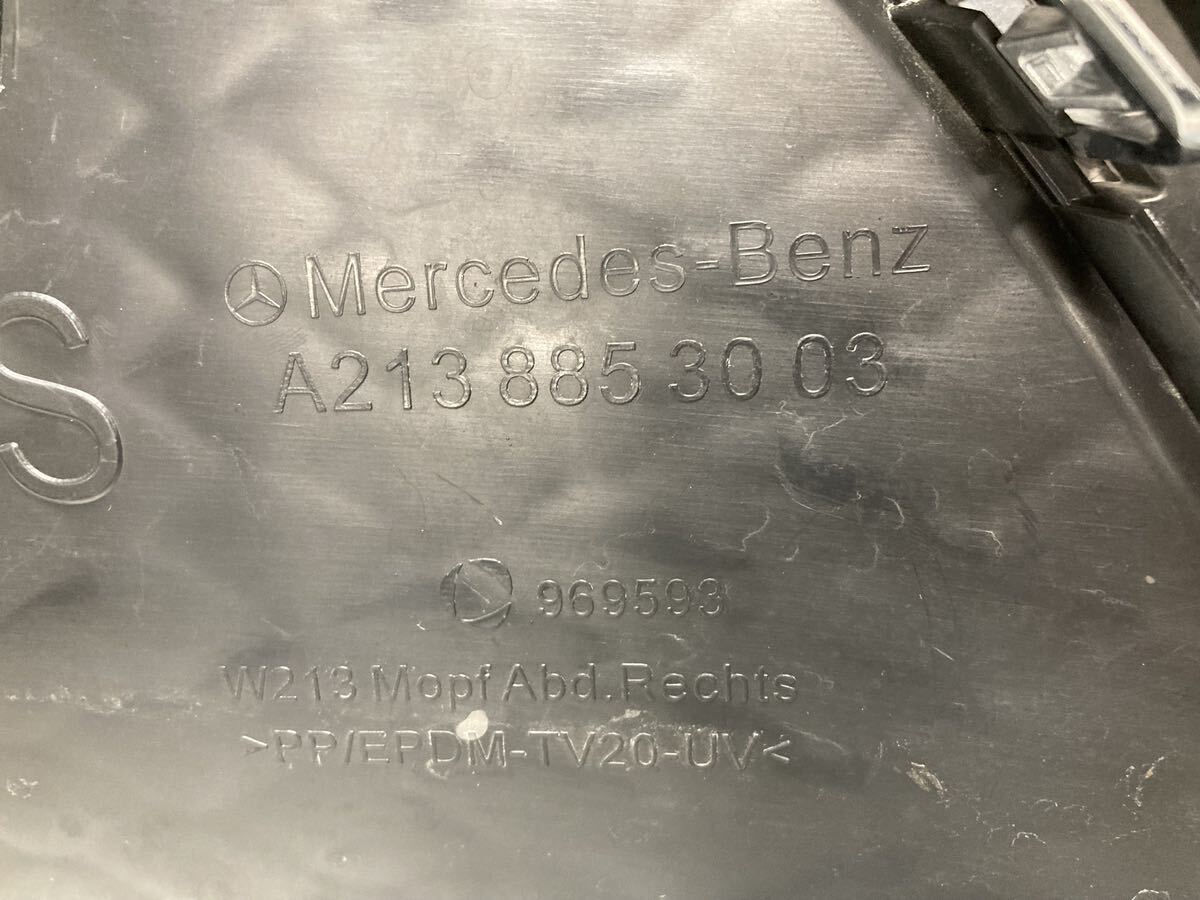 Mercedes-Benz
A213 885 30 03
S
969593
W213 Mopf Abd.Rechts
>PP/EPDM-TV20-UV<